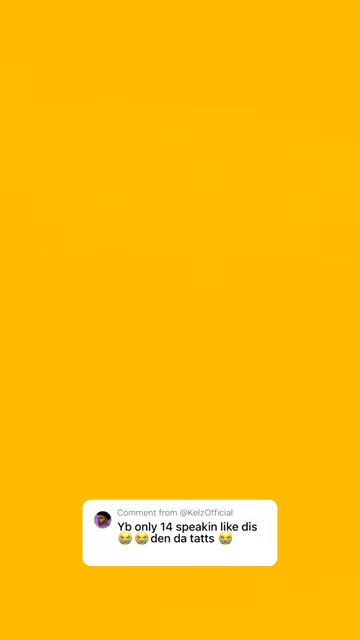 Comment from @KelzOfficial
Yb only 14 speakin like dis
😭😭den da tatts 😭